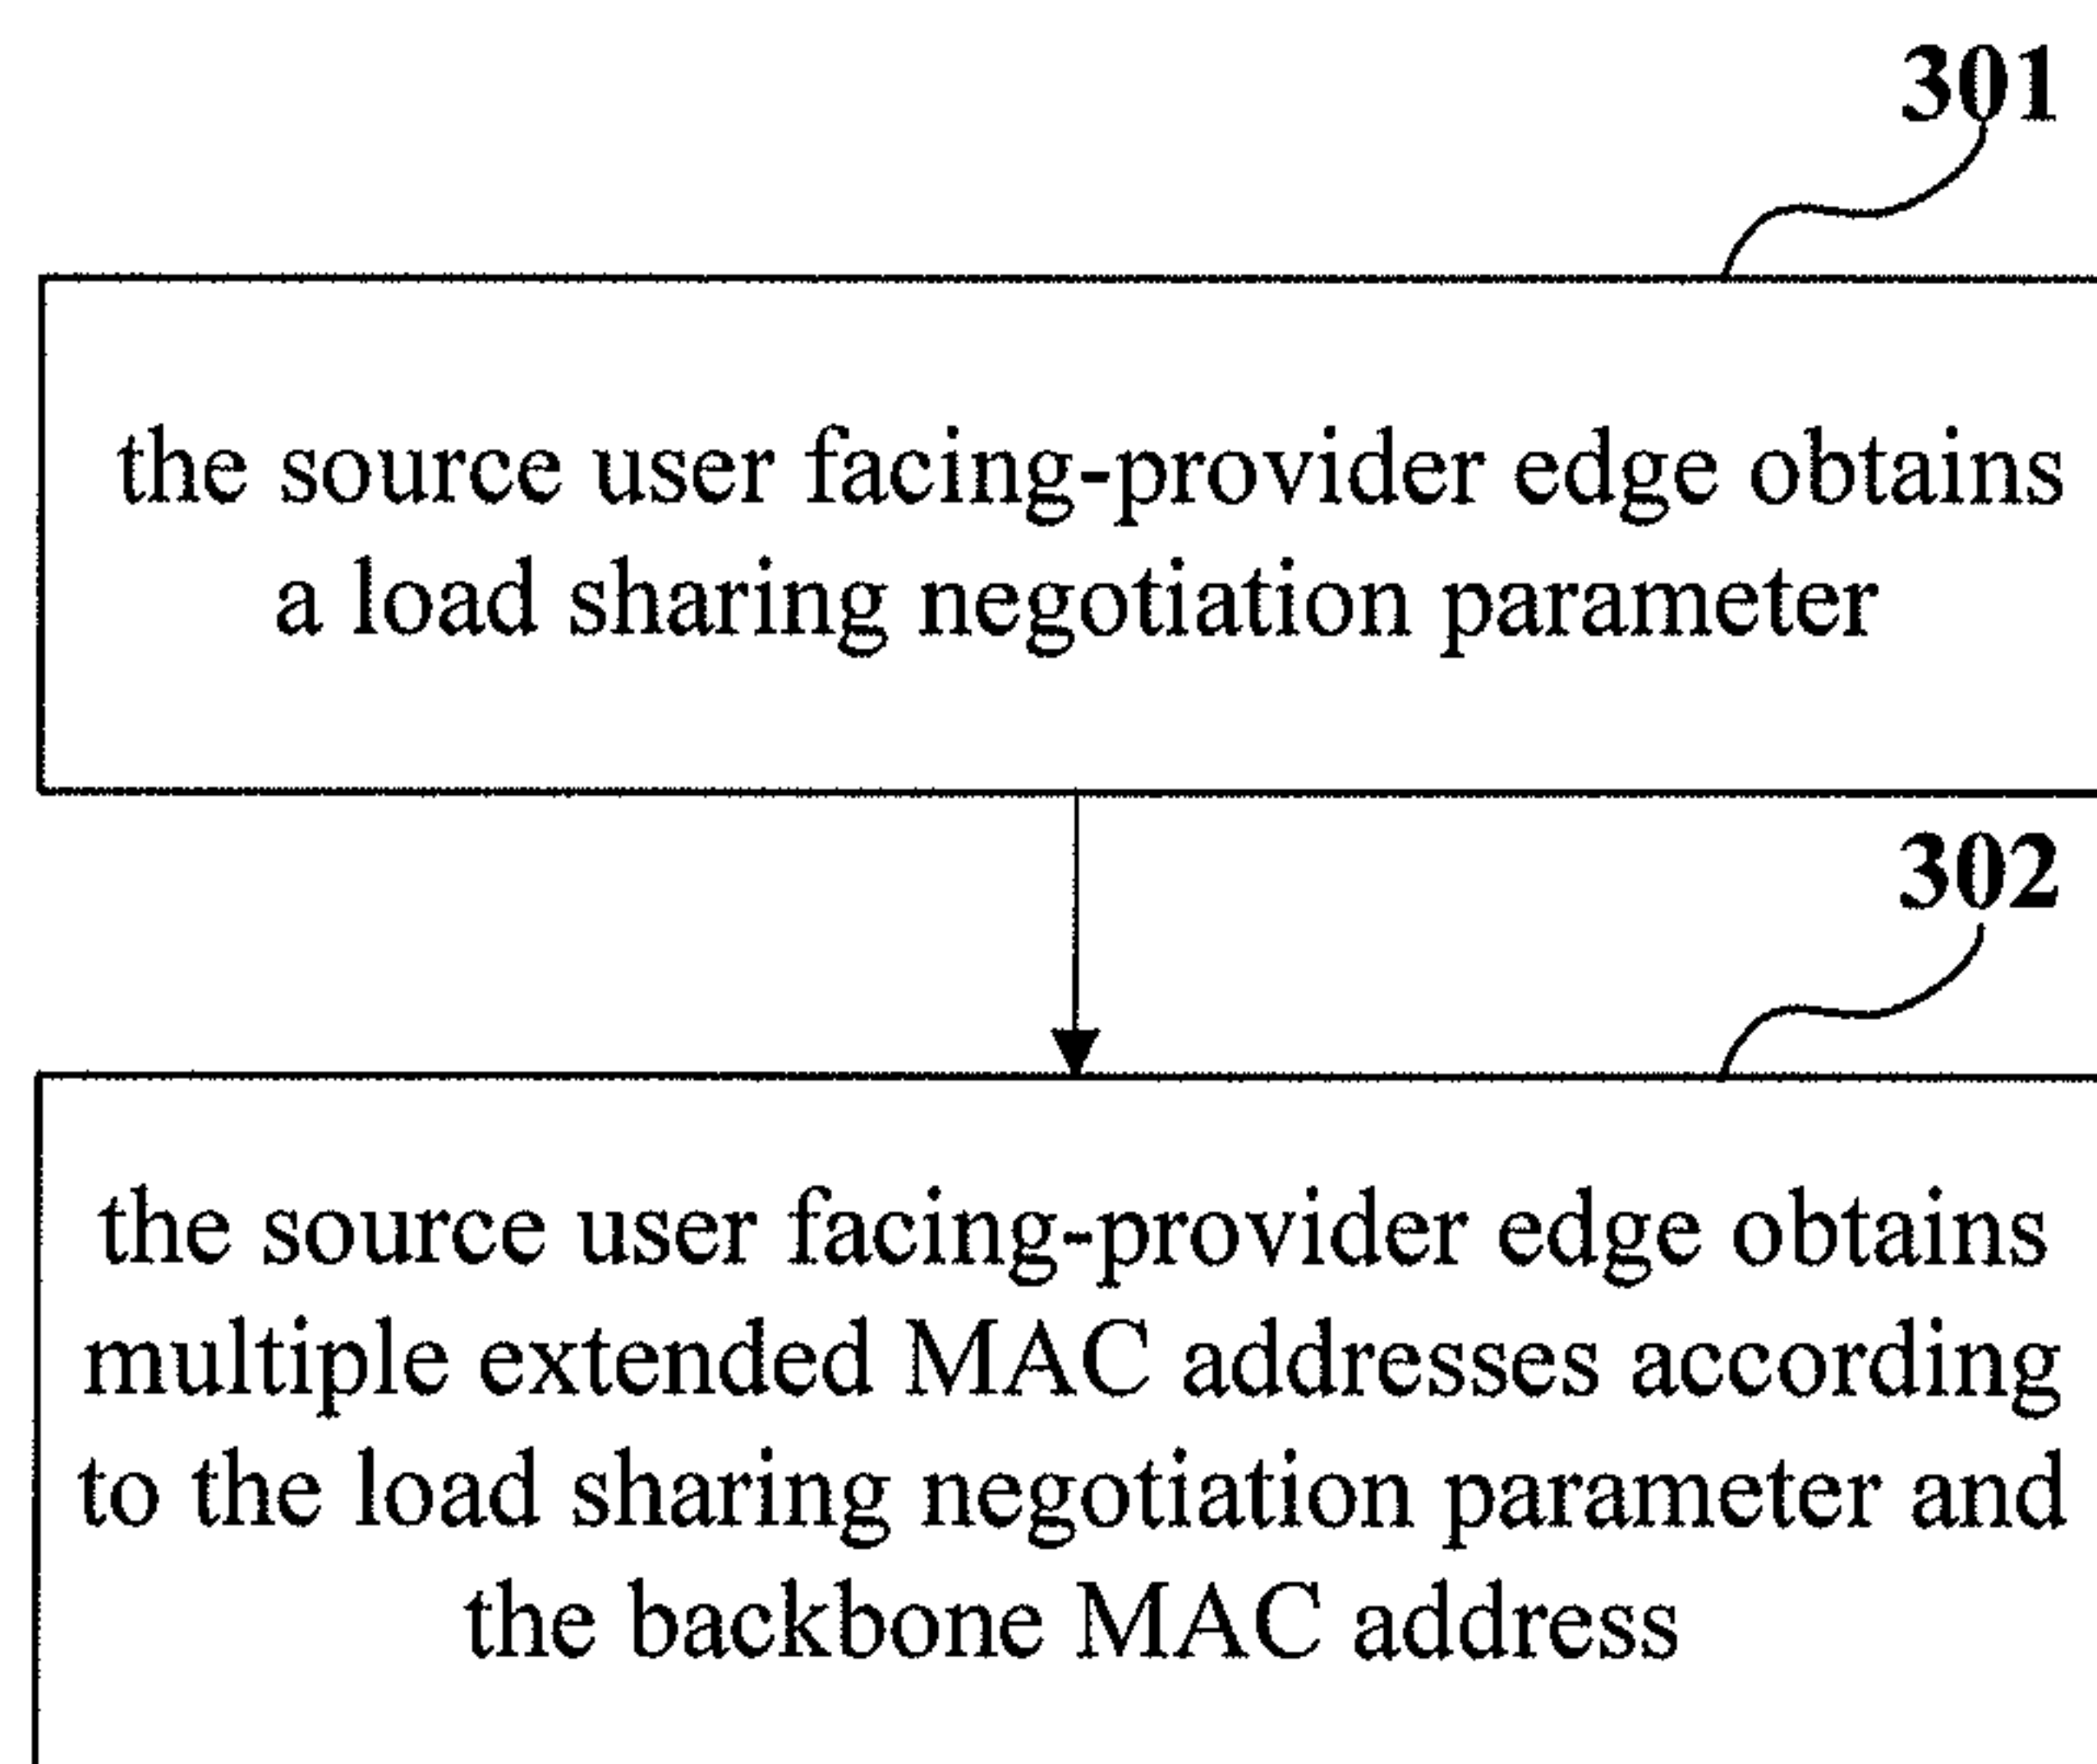 301
the source user facing-provider edge obtains
a load sharing negotiation parameter
302
the source user facing-provider edge obtains
multiple extended MAC addresses according
to the load sharing negotiation parameter and
the backbone MAC address